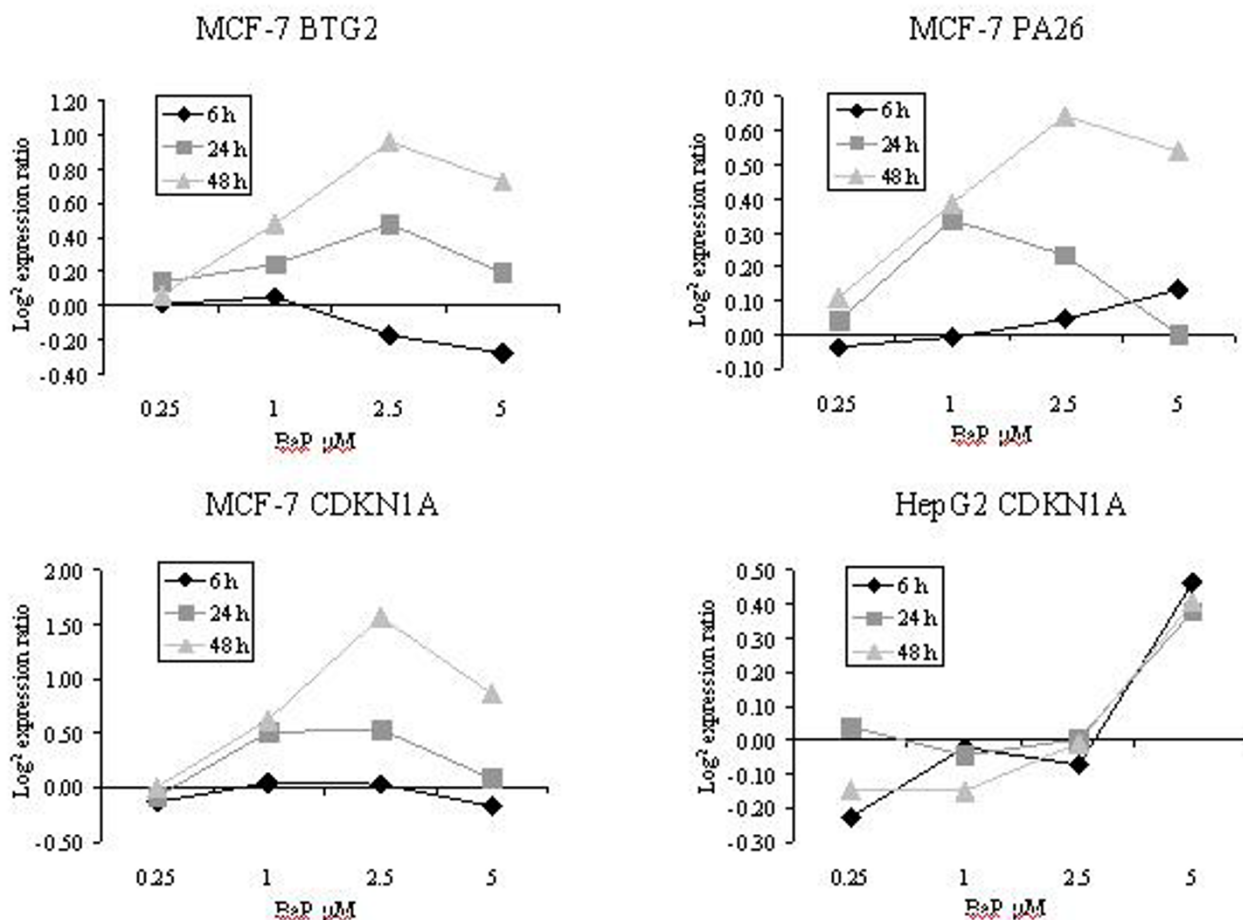 MCF-7 BTG2
Log² expression ratio
1.20
1.00
0.80
0.60
0.40
0.20
0.00
-0.20
-0.40
6 h
24 h
48 h
0.25 1 2.5 5
BaP µM
MCF-7 PA26
Log² expression ratio
0.70
0.60
0.50
0.40
0.30
0.20
0.10
0.00
-0.10
6 h
24 h
48 h
0.25 1 2.5 5
BaP µM
MCF-7 CDKN1A
Log² expression ratio
2.00
1.50
1.00
0.50
0.00
-0.50
6 h
24 h
48 h
0.25 1 2.5 5
BaP µM
HepG2 CDKN1A
Log² expression ratio
0.50
0.40
0.30
0.20
0.10
0.00
-0.10
-0.20
-0.30
6 h
24 h
48 h
0.25 1 2.5 5
BaP µM